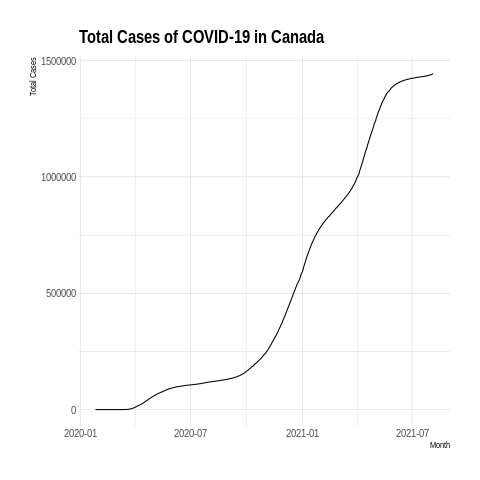 Total Cases of COVID-19 in Canada
Total Cases
1500000
1000000
500000
0
2020-01
2020-07
2021-01
2021-07
Month